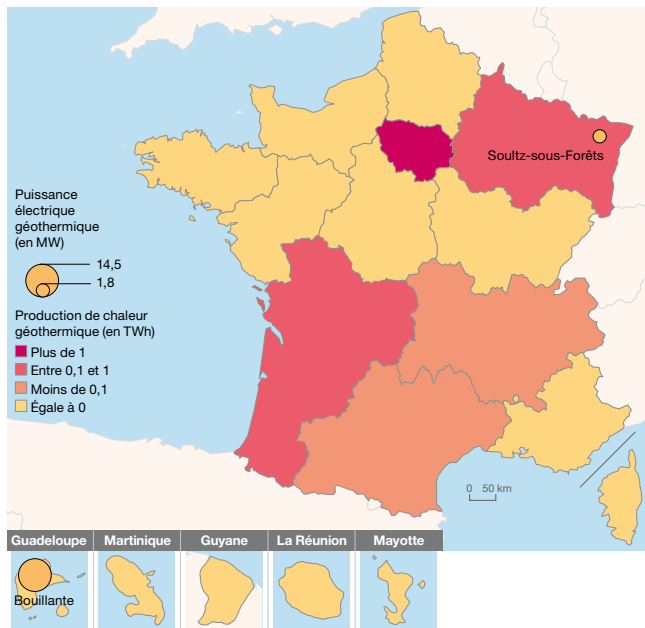 Soultz-sous-Forêts
Puissance
électrique
géothermique
(en MW)
14,5
1,8
Production de chaleur
géothermique (en TWh)
Plus de 1
Entre 0,1 et 1
Moins de 0,1
Égale à 0
0 50 km
Guadeloupe Martinique Guyane La Réunion Mayotte
Bouillante